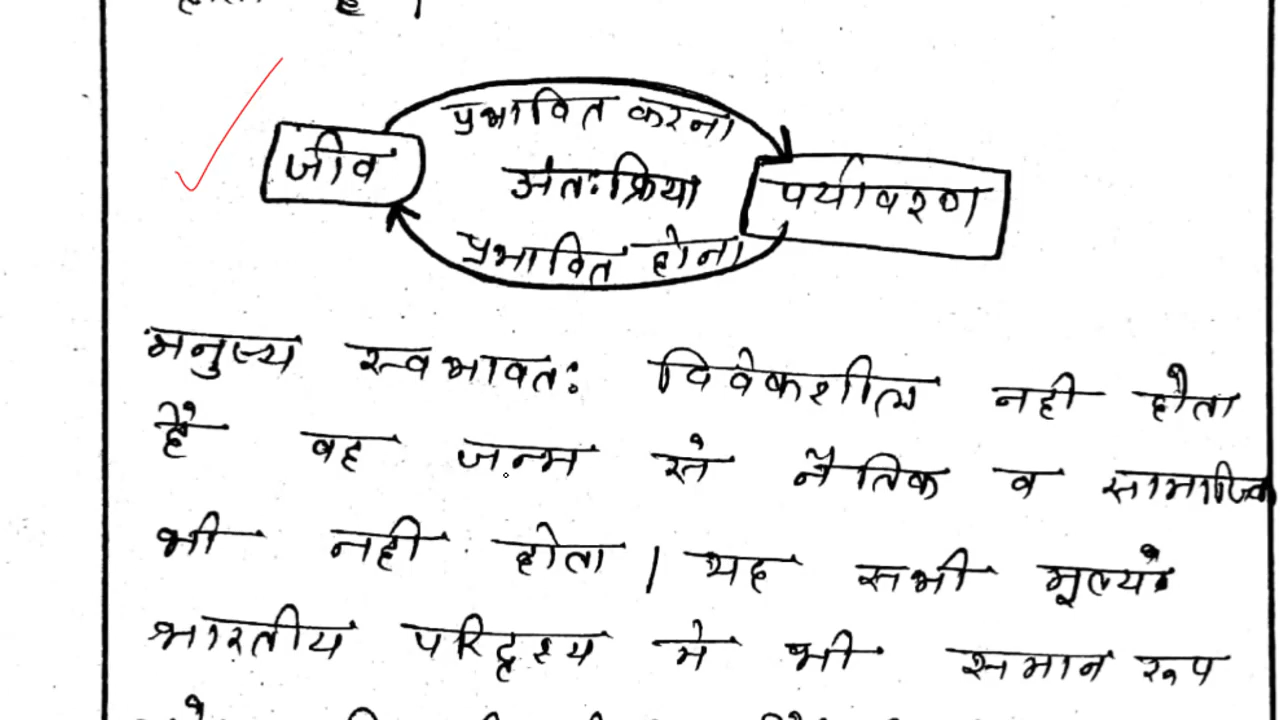 प्रभावित करना
जीव
अंतःक्रिया
पर्यावरण
प्रभावित होना
मनुष्य स्वभावतः विवेकशील नही होता
है वह जन्म से नैतिक व सामाजिक
भी नही होता | यह सभी मूल्य
भारतीय परिदृश्य मे भी समान रूप